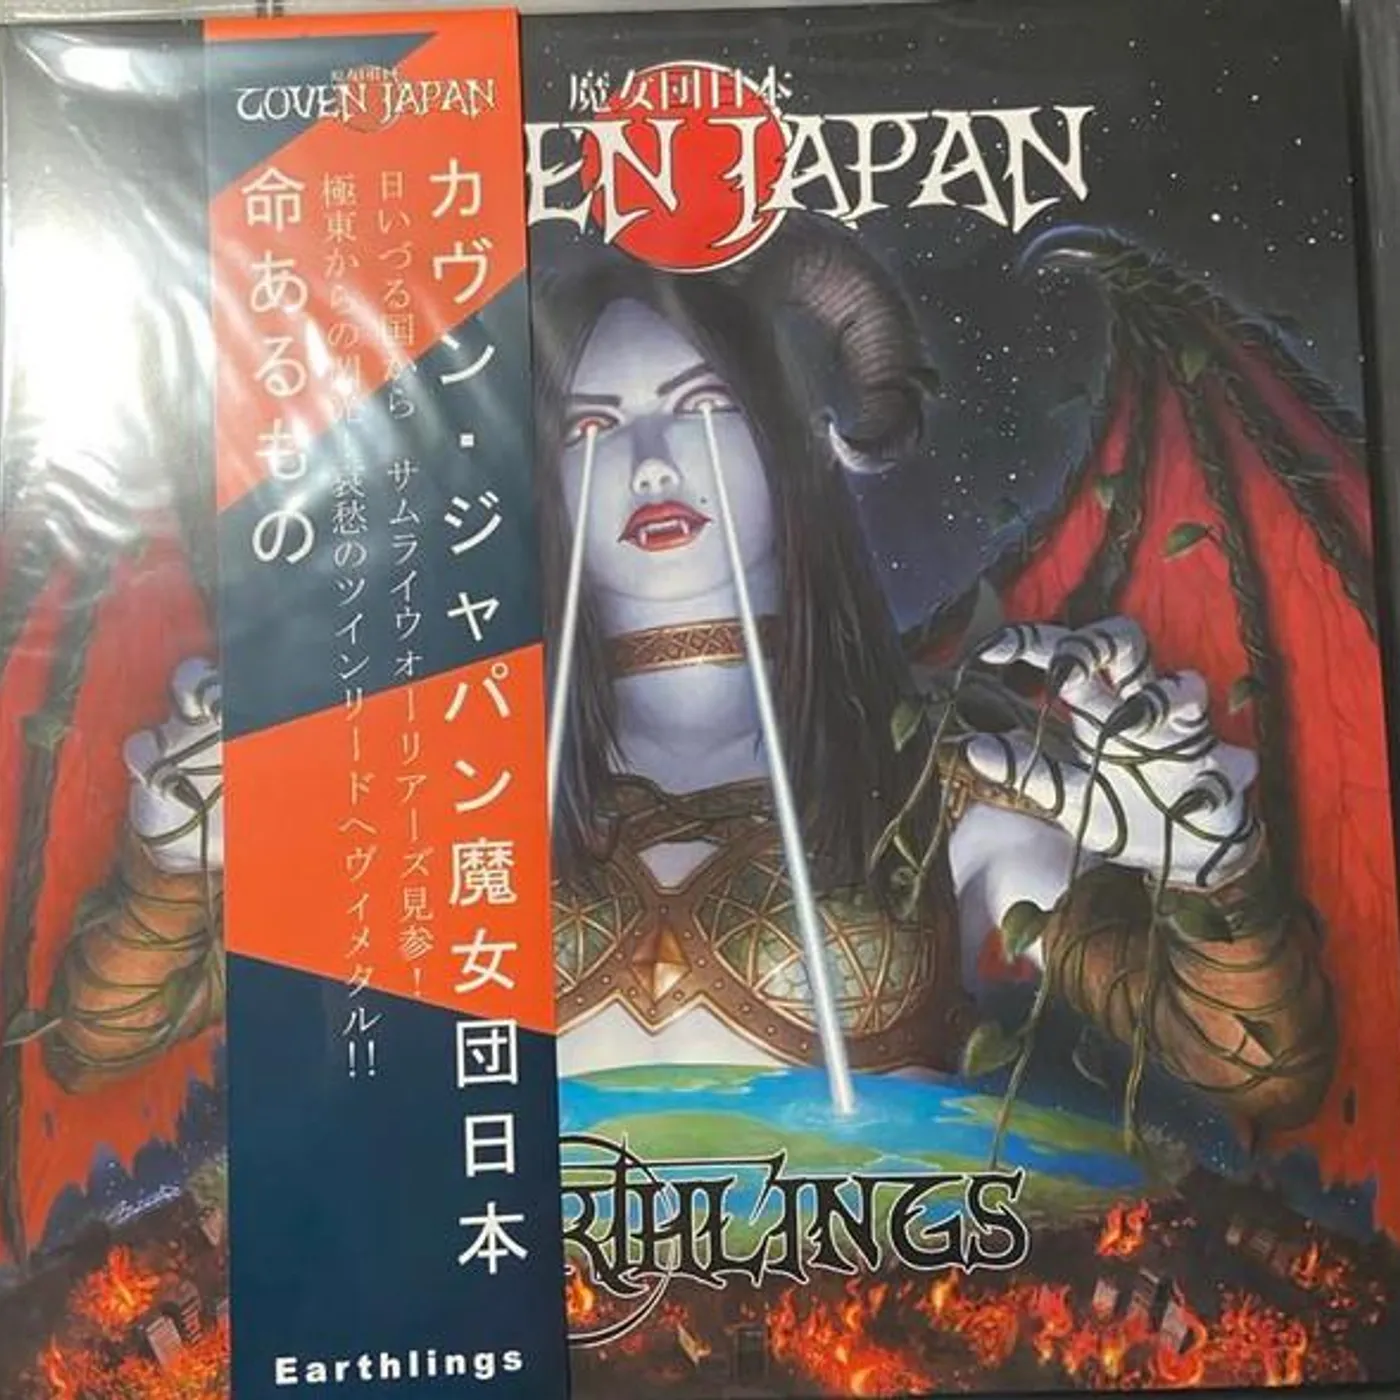 COVEN JAPAN
カヴン・ジャパン魔女団日本
日いづる国から サムライウォーリアーズ見参！
極東からの
哀愁のツインリードヘヴィメタル!!
命あるもの
Earthlings
魔女団日本
EN JAPAN
RTHLINGS